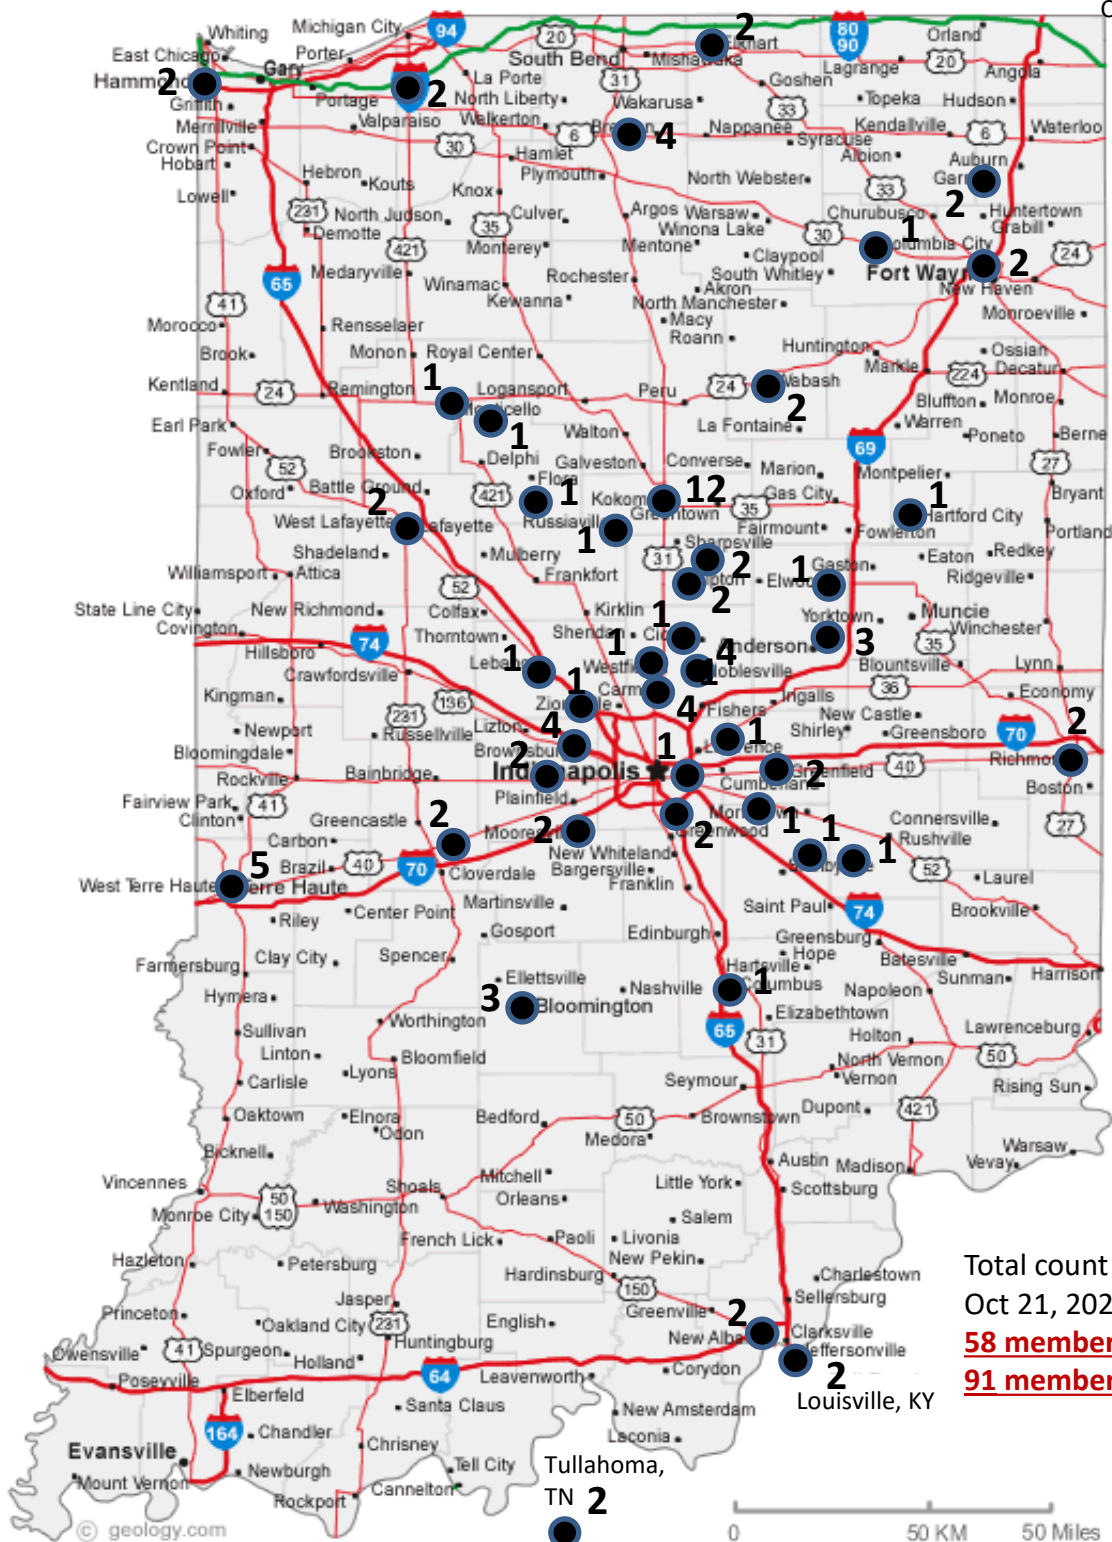 C
Michigan City
94
Whiting
20
2
80
90
Orland
East Chicago
Porter
South Bend
Elkhart
Mishawaka
Lagrange
20
Angola
Hammond
2
Gary
La Porte
31
Goshen
Griffith
Portage
2
North Liberty
Wakarusa
33
Topeka
Hudson
Merrillville
Valparaiso
Walkerton
6
Bremen
4
Nappanee
Kendallville
6
Waterloo
Crown Point
30
Hamlet
Syracuse
Albion
Auburn
Hobart
Hebron
Kouts
Plymouth
North Webster
33
Garrett
Lowell
Knox
2
231
North Judson
35
Culver
Argos
Warsaw
Churubusco
Huntertown
Demotte
421
Monterey
Winona Lake
30
1
Grabill
Mentone
Claypool
Columbia City
24
65
Medaryville
Winamac
Rochester
South Whitley
Fort Wayne
2
41
Kewanna
Akron
New Haven
North Manchester
Monroeville
Morocco
Rensselaer
Macy
Roann
Brook
Monon
Royal Center
Huntington
Ossian
Markle
224
Decatur
Kentland
24
Remington
1
Logansport
Peru
24
Wabash
Bluffton
Monroe
Monticello
2
Earl Park
1
Walton
La Fontaine
Warren
Fowler
Brookston
69
Poneto
Berne
52
Delphi
Galveston
Converse
Marion
Montpelier
27
Oxford
Battle Ground
421
Flora
1
Kokomo
12
Gas City
Bryant
2
Greentown
35
1
West Lafayette
Lafayette
Russiaville
Fairmount
Hartford City
Fowlerton
Portland
1
Sharpsville
Shadeland
Mulberry
31
2
Gaston
Eaton
Redkey
Williamsport
Attica
Frankfort
Tipton
Elwood
1
Ridgeville
52
2
State Line City
New Richmond
Colfax
Kirklin
Yorktown
Muncie
Covington
1
Winchester
74
Thorntown
Sheridan
Cicero
Anderson
3
35
Hillsboro
Lebanon
1
1
4
Blountsville
Lynn
Crawfordsville
Westfield
1
Noblesville
Kingman
136
1
Carmel
Ingalls
36
Economy
231
Zionsville
4
Fishers
New Castle
Newport
Lizton
4
Shirley
Greensboro
70
2
Russellville
Lawrence
1
Bloomingdale
Brownsburg
1
Richmond
2
Indianapolis
Greenfield
40
Rockville
Bainbridge
Cumberland
2
Boston
Plainfield
Fairview Park
41
Morristown
Clinton
Greencastle
2
Mooresville
2
1
1
Connersville
27
Greenwood
2
Carbon
Rushville
5
Brazil
40
New Whiteland
Shelbyville
1
52
70
Cloverdale
Bargersville
Laurel
West Terre Haute
Terre Haute
Franklin
Center Point
Martinsville
Saint Paul
74
Brookville
Riley
Gosport
Edinburgh
Greensburg
Clay City
Spencer
Hope
Batesville
Farmersburg
Hartsville
Sunman
Harrison
Ellettsville
1
Hymera
Nashville
Columbus
Napoleon
3
Bloomington
Elizabethtown
Worthington
65
Lawrenceburg
Sullivan
31
Holton
Linton
Bloomfield
50
North Vernon
Lyons
Vernon
Carlisle
Seymour
Rising Sun
Oaktown
Elnora
Bedford
50
Brownstown
Dupont
421
Odon
Medora
Bicknell
Warsaw
Austin
Madison
Vevay
Mitchell
Vincennes
Shoals
Little York
Scottsburg
50
150
Washington
Orleans
Monroe City
Salem
French Lick
Paoli
Livonia
Hazleton
Petersburg
New Pekin
Total count
Hardinsburg
Charlestown
150
Sellersburg
Jasper
Princeton
Greenville
2
Oct 21, 202
Oakland City
231
English
New Albany
Clarksville
41
Huntingburg
Jeffersonville
58 member
Owensville
Spurgeon
Holland
Corydon
64
Leavenworth
2
91 member
Poseyville
Elberfeld
Louisville, KY
Santa Claus
New Amsterdam
164
Chandler
Laconia
Evansville
Chrisney
Newburgh
Tell City
Tullahoma,
Mount Vernon
Cannelton
TN 2
Rockport
© geology.com
0
50 KM
50 Miles